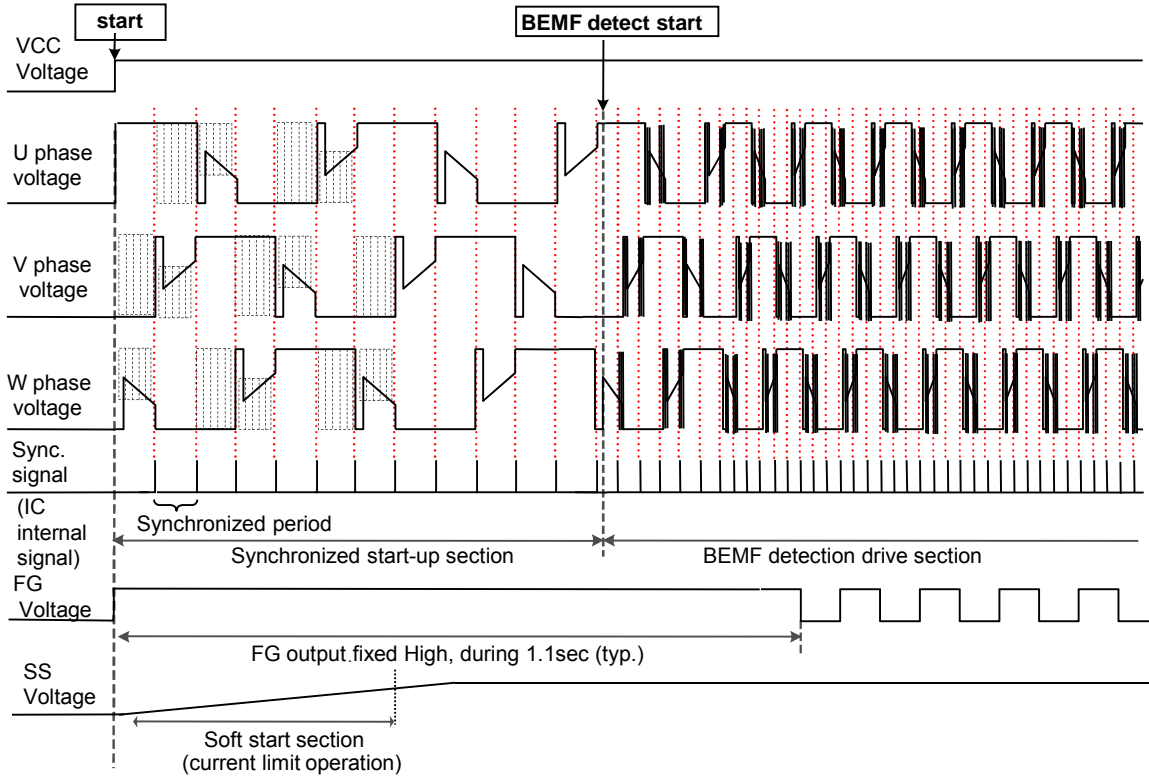 start
BEMF detect start
VCC
Voltage
U phase
voltage
V phase
voltage
W phase
voltage
Sync.
signal
(IC
internal
signal)
Synchronized period
Synchronized start-up section
BEMF detection drive section
FG
Voltage
FG output fixed High, during 1.1sec (typ.)
SS
Voltage
Soft start section
(current limit operation)